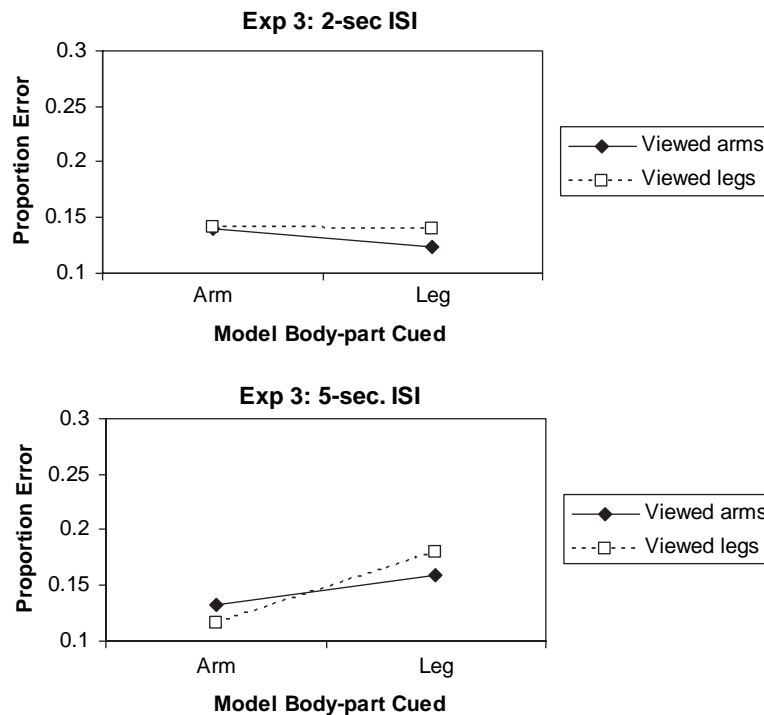 Exp 3: 2-sec ISI
0.3
0.25
0.2
0.15
0.1
Proportion Error
Arm Leg
Model Body-part Cued
Viewed arms
Viewed legs
Exp 3: 5-sec. ISI
0.3
0.25
0.2
0.15
0.1
Proportion Error
Arm Leg
Model Body-part Cued
Viewed arms
Viewed legs